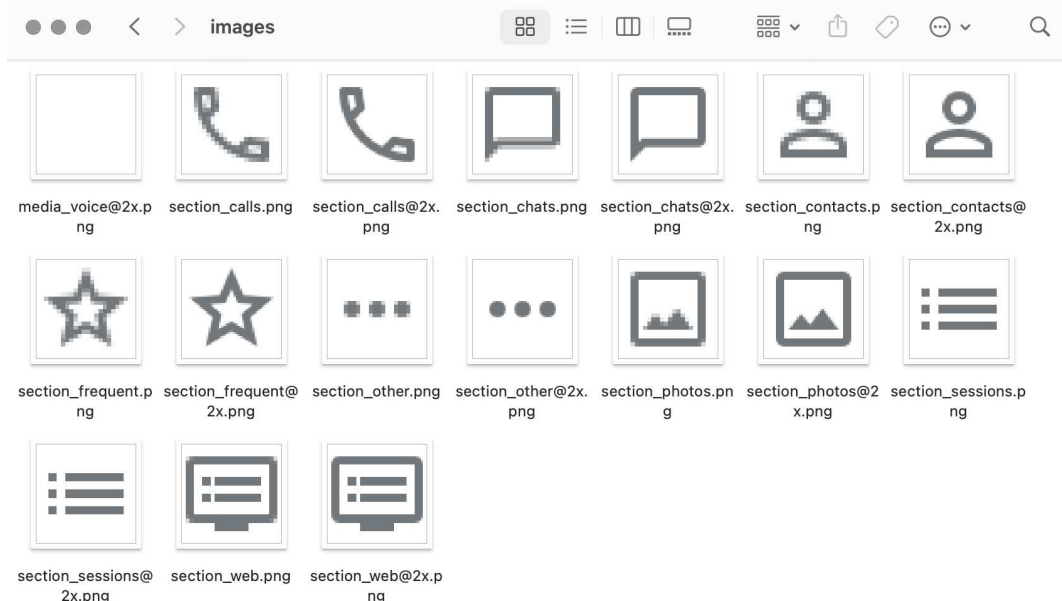 images
media_voice@2x.p
ng
section_calls.png
section_calls@2x.
png
section_chats.png
section_chats@2x.
png
section_contacts.p
ng
section_contacts@
2x.png
section_frequent.p
ng
section_frequent@
2x.png
section_other.png
section_other@2x.
png
section_photos.pn
g
section_photos@2
x.png
section_sessions.p
ng
section_sessions@
2x.png
section_web.png
section_web@2x.p
ng